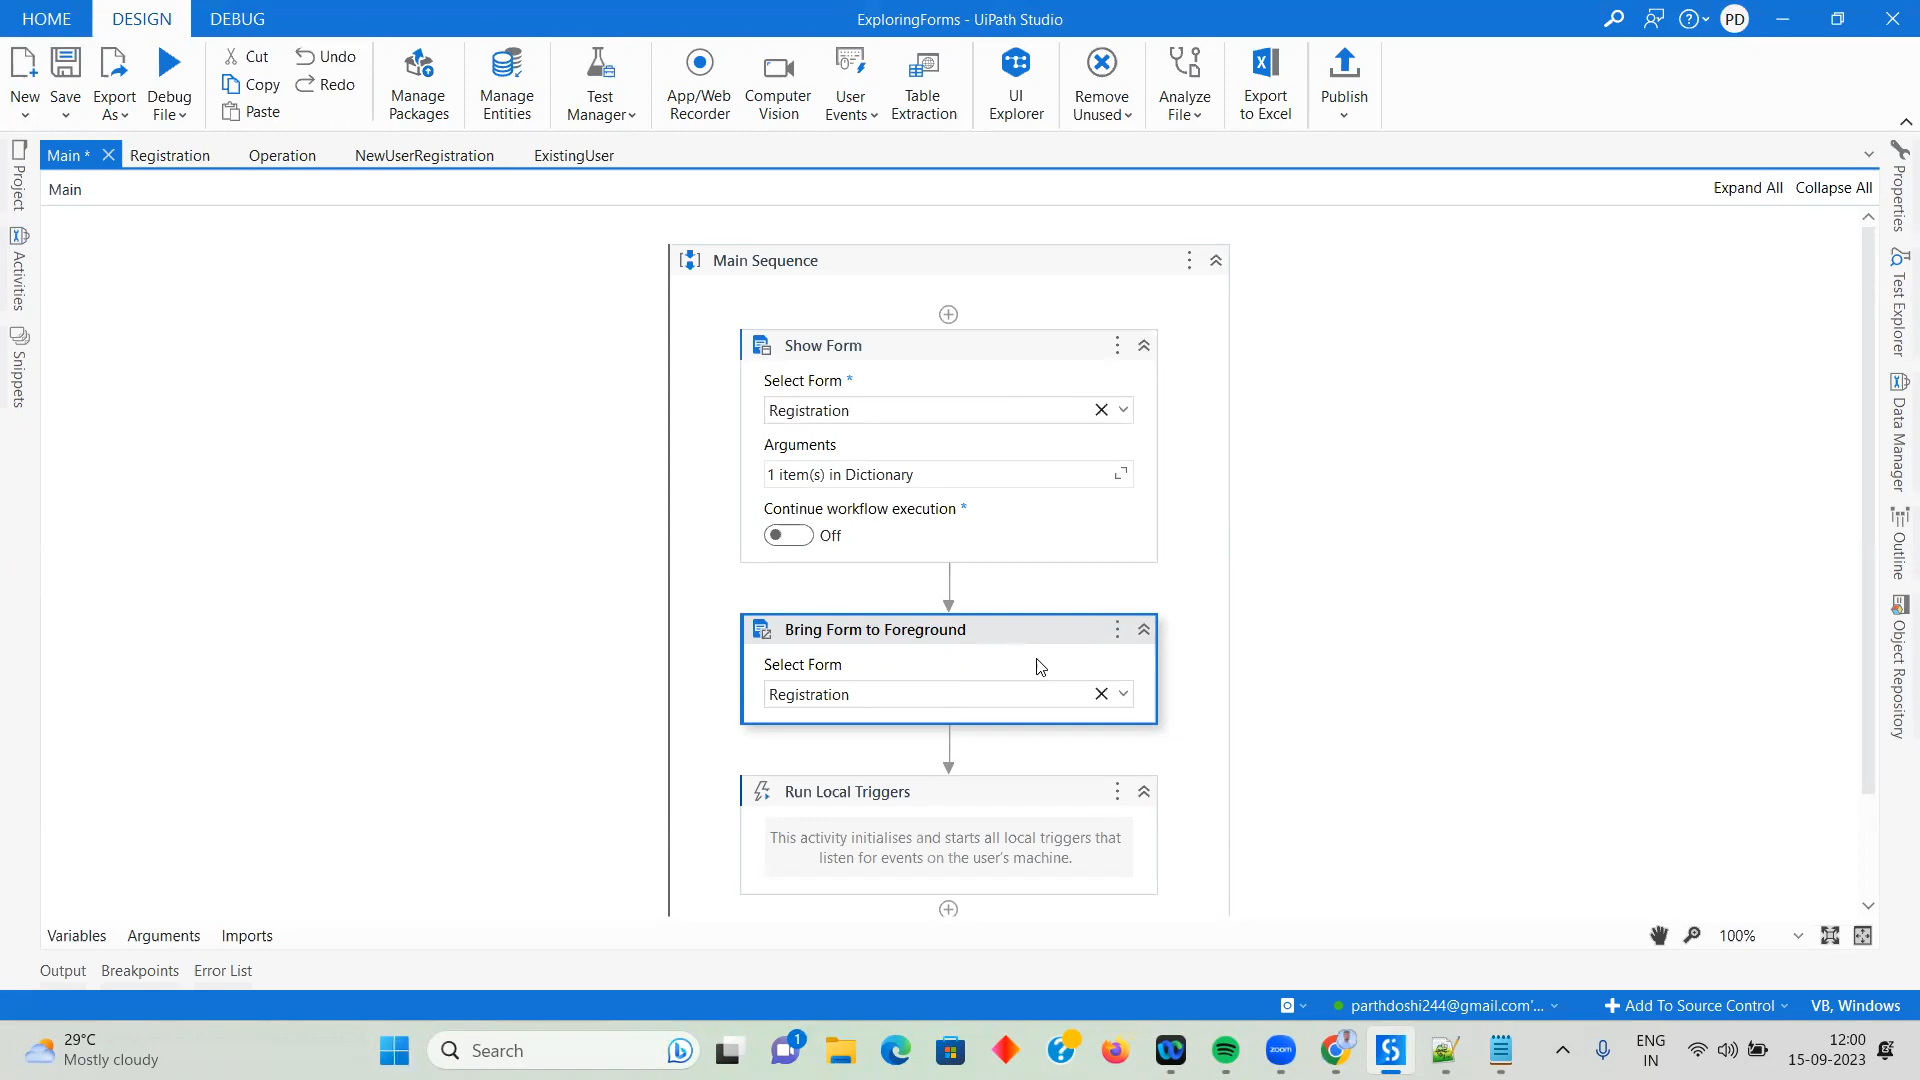 HOME DESIGN DEBUG ExploringForms - UiPath Studio PD
New Save Export As Debug File
Cut Copy Paste Undo Redo
Manage Packages
Manage Entities
Test Manager
App/Web Recorder
Computer Vision
User Events
Table Extraction
UI Explorer
Remove Unused
Analyze File
Export to Excel
Publish
Main * Registration Operation NewUserRegistration ExistingUser
Main Expand All Collapse All
Project
Activities
Snippets
Main Sequence
Show Form
Select Form *
Registration
Arguments
1 item(s) in Dictionary
Continue workflow execution *
Off
Bring Form to Foreground
Select Form
Registration
Run Local Triggers
This activity initialises and starts all local triggers that
listen for events on the user's machine.
Properties
Test Explorer
Data Manager
Outline
Object Repository
Variables Arguments Imports 100%
Output Breakpoints Error List
parthdoshi244@gmail.com'... Add To Source Control VB, Windows
29°C
Mostly cloudy
Search
1
zoom
ENG
IN
12:00
15-09-2023